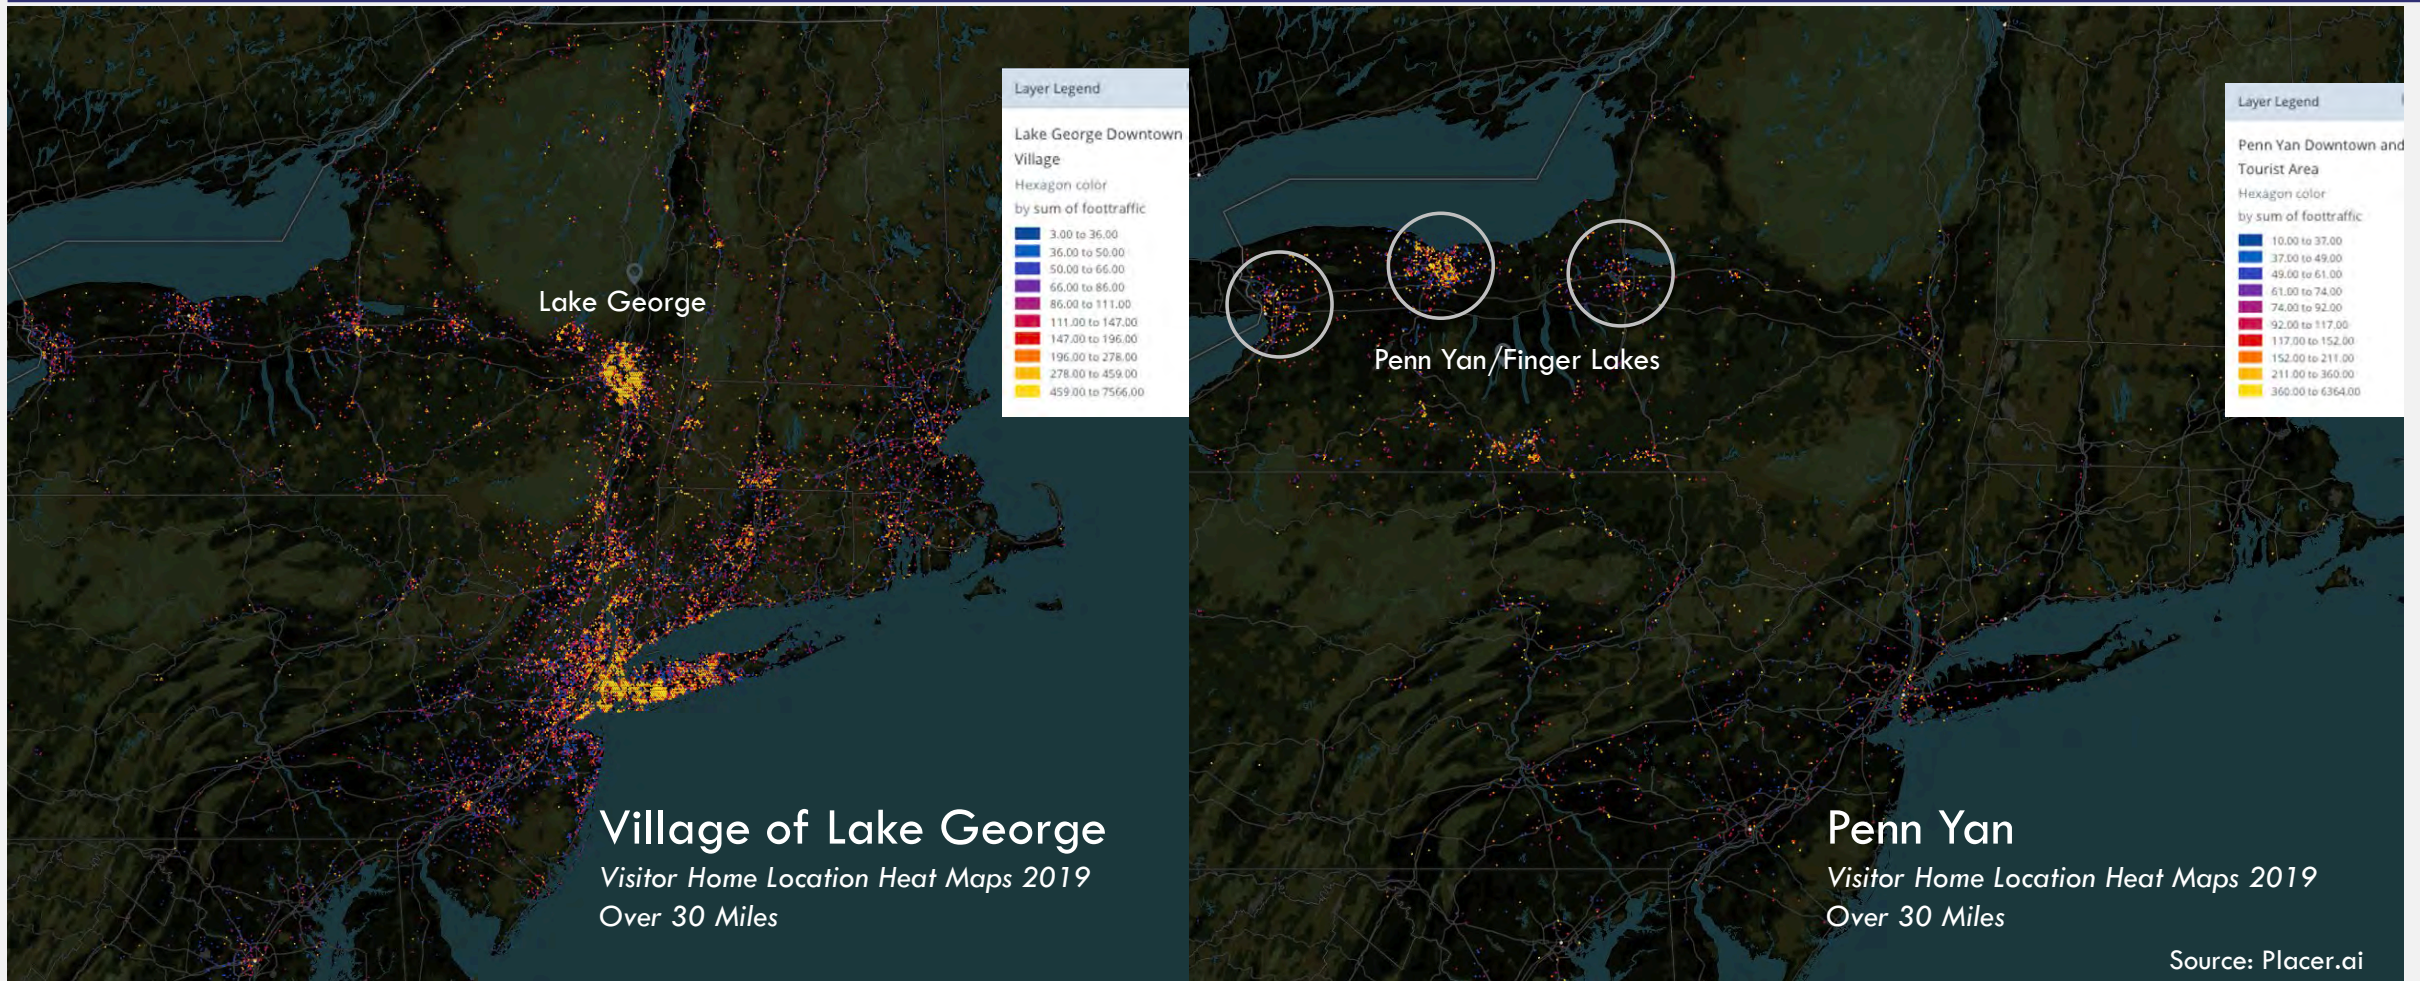 Layer Legend
Lake George Downtown
Village
Hexagon color
by sum of foottraffic
3.00 to 36.00
36.00 to 50.00
50.00 to 66.00
66.00 to 86.00
86.00 to 111.00
111.00 to 147.00
147.00 to 196.00
196.00 to 278.00
278.00 to 459.00
459.00 to 7566.00
Lake George
Village of Lake George
Visitor Home Location Heat Maps 2019
Over 30 Miles
Layer Legend
Penn Yan Downtown and
Tourist Area
Hexagon color
by sum of foottraffic
10.00 to 37.00
37.00 to 49.00
49.00 to 61.00
61.00 to 74.00
74.00 to 92.00
92.00 to 117.00
117.00 to 152.00
152.00 to 211.00
211.00 to 360.00
360.00 to 6364.00
Penn Yan/Finger Lakes
Penn Yan
Visitor Home Location Heat Maps 2019
Over 30 Miles
Source: Placer.ai